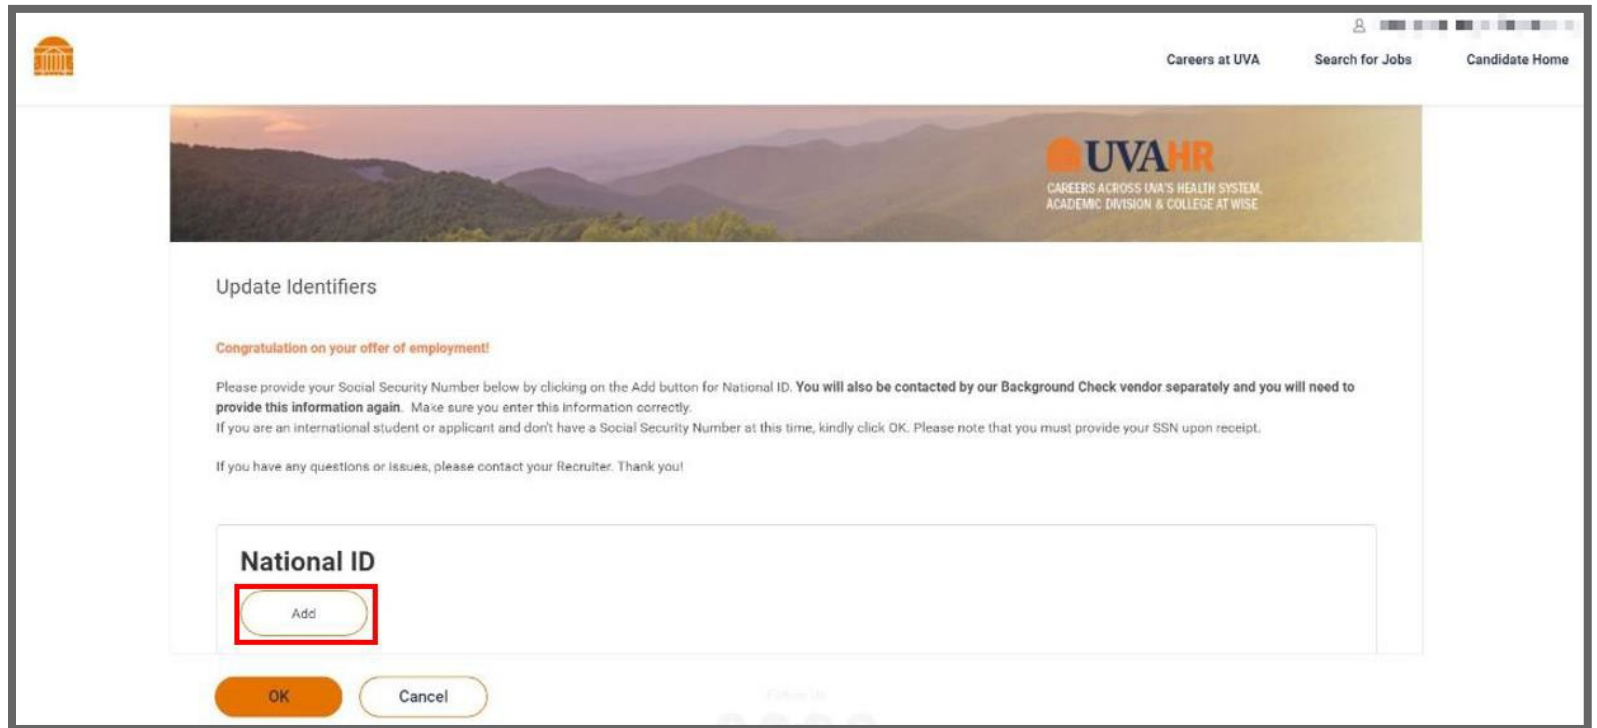 Careers at UVA Search for Jobs Candidate Home
UVAHR
CAREERS ACROSS UVA'S HEALTH SYSTEM,
ACADEMIC DIVISION & COLLEGE AT WISE
Update Identifiers
Congratulation on your offer of employment!
Please provide your Social Security Number below by clicking on the Add button for National ID. You will also be contacted by our Background Check vendor separately and you will need to
provide this information again. Make sure you enter this information correctly.
If you are an international student or applicant and don't have a Social Security Number at this time, kindly click OK. Please note that you must provide your SSN upon receipt.
If you have any questions or issues, please contact your Recruiter. Thank you!
National ID
Add
OK Cancel
Follow Us